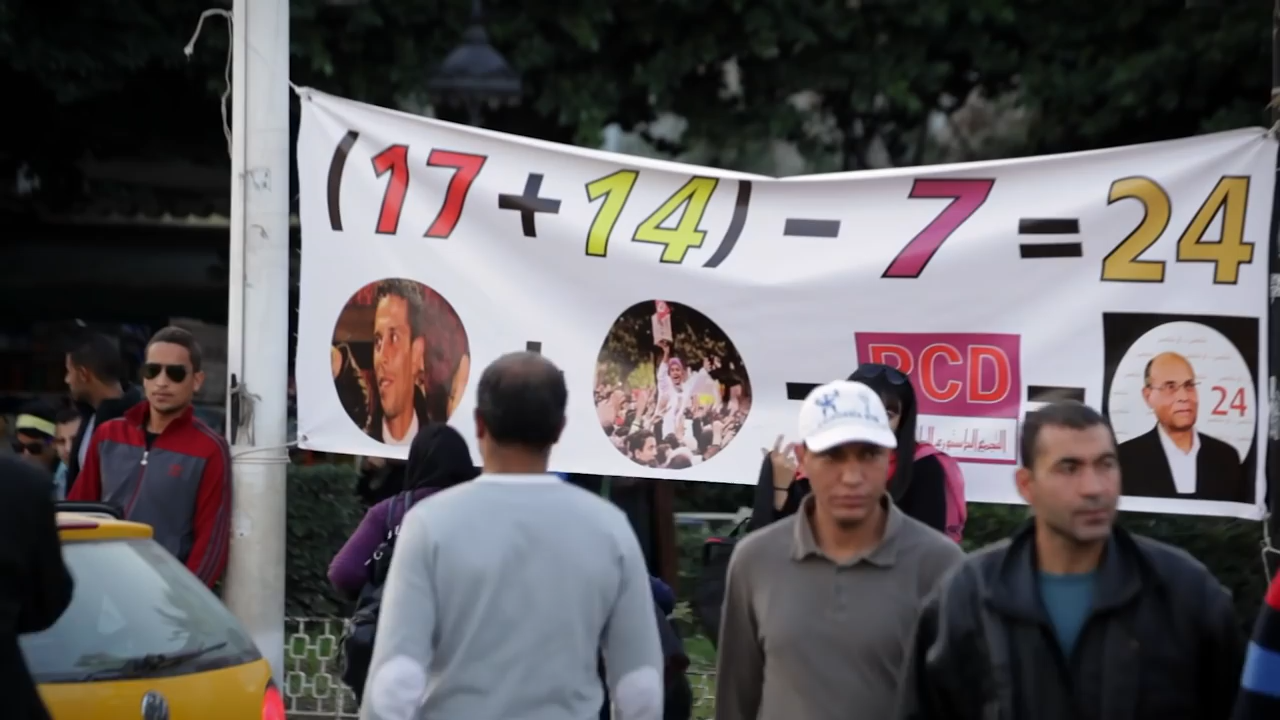 (17+14) - 7 = 24
+ - RCD =
24